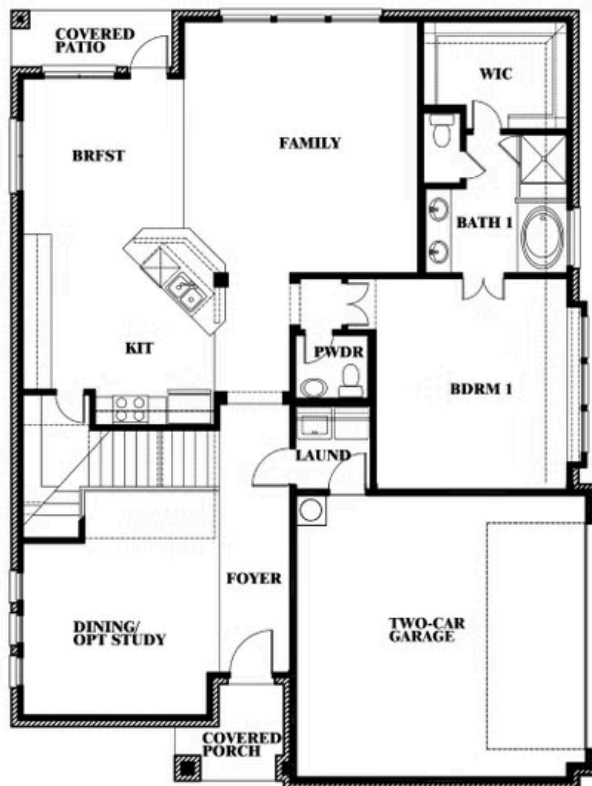 COVERED
PATIO
WIC
BRFST
FAMILY
BATH 1
KIT
PWDR
BDRM 1
LAUND
FOYER
DINING/
OPT STUDY
TWO-CAR
GARAGE
COVERED
PORCH